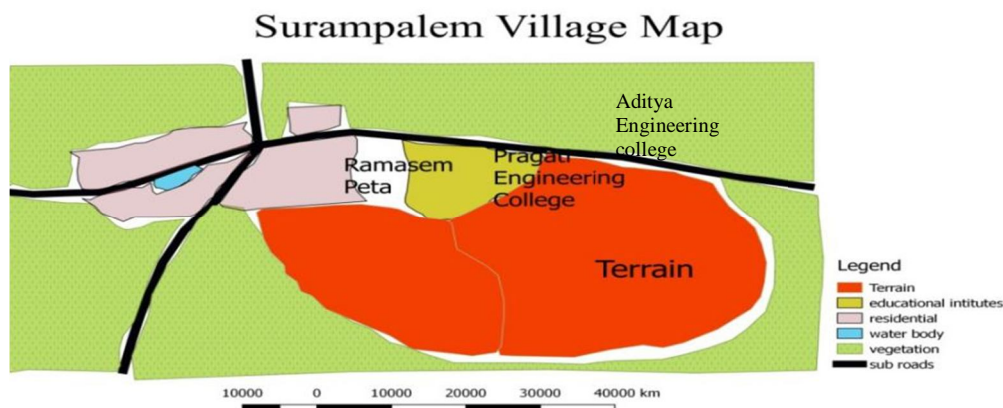 Surampalem Village Map
Aditya
Engineering
college
Ramasem
Peta
Pragati
Engineering
College
Terrain
Legend
Terrain
educational intitutes
residential
water body
vegetation
sub roads
10000 0 10000 20000 30000 40000 km